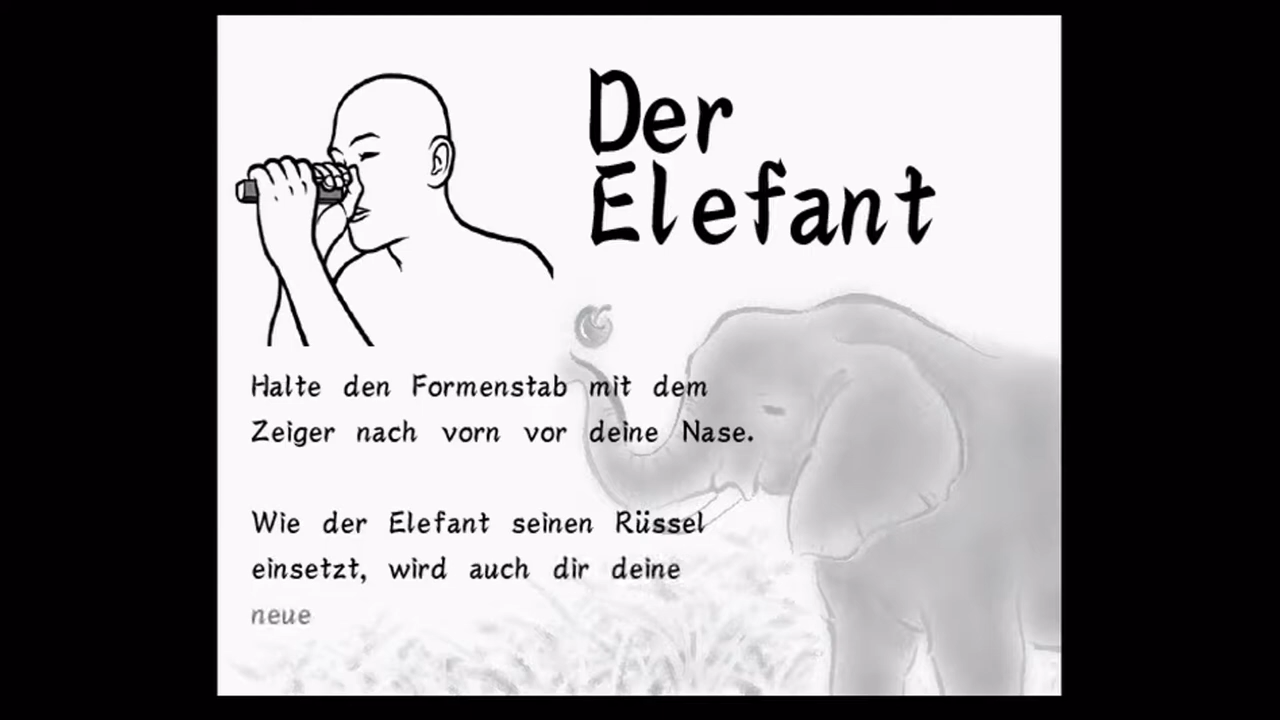 Der
Elefant
Halte den Formenstab mit dem
Zeiger nach vorn vor deine Nase.
Wie der Elefant seinen Rüssel
einsetzt, wird auch dir deine
neue